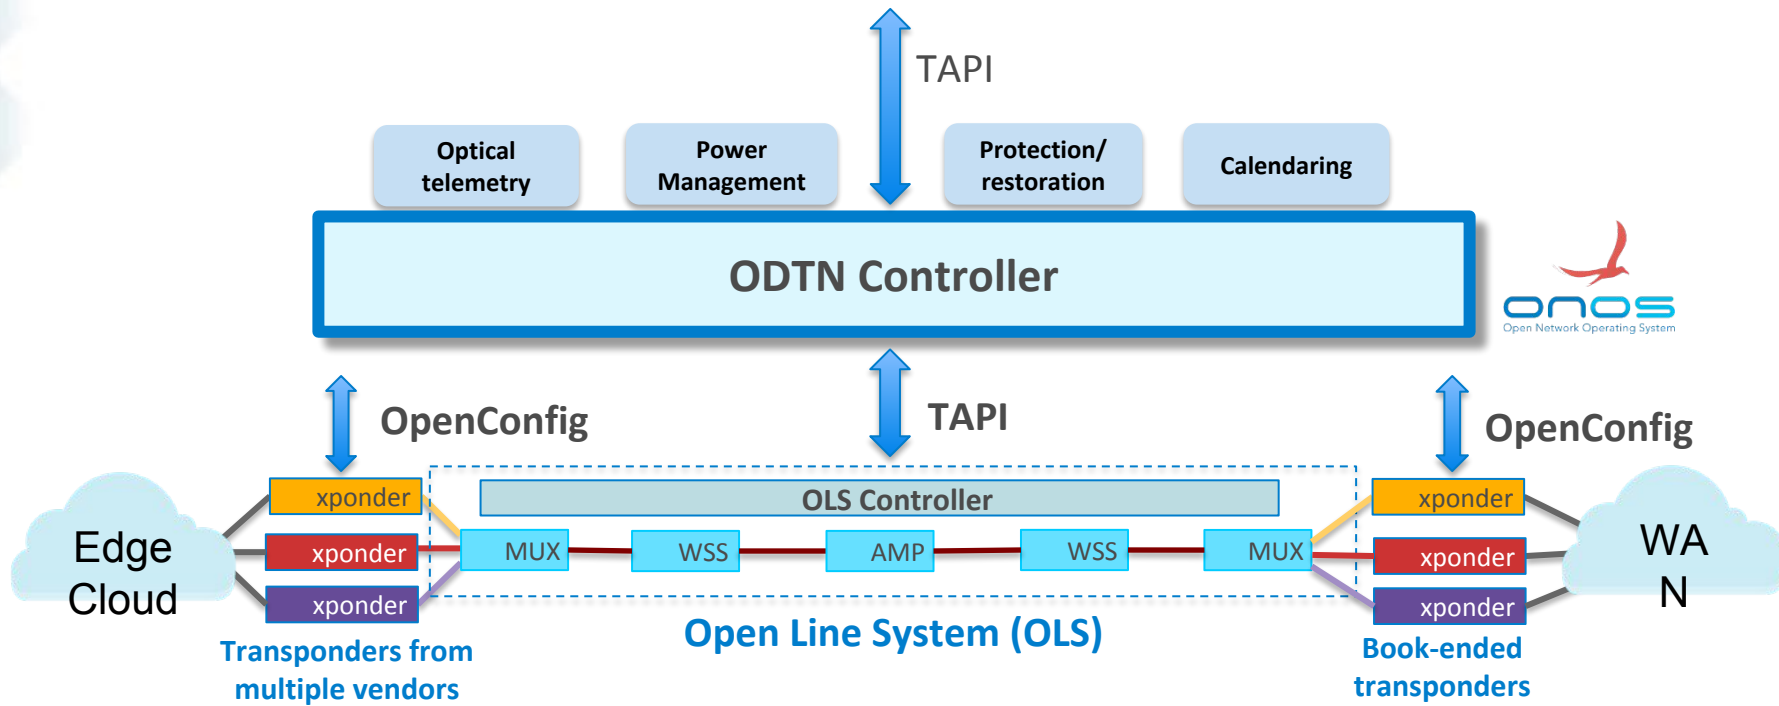 TAPI
Optical
telemetry
Power
Management
Protection/
restoration
Calendaring
ODTN Controller
onos
Open Network Operating System
OpenConfig
TAPI
OpenConfig
Edge
Cloud
xponder
xponder
xponder
OLS Controller
MUX
WSS
AMP
WSS
MUX
xponder
xponder
xponder
WA
N
Open Line System (OLS)
Transponders from
multiple vendors
Book-ended
transponders